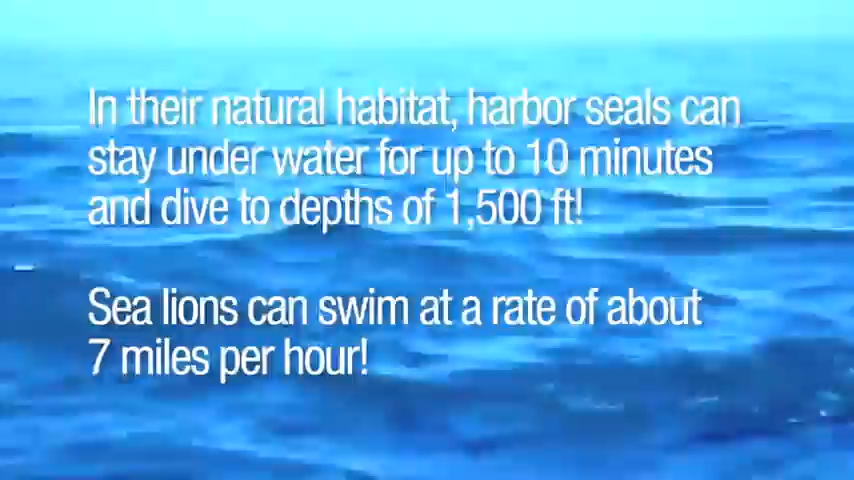 In their natural habitat, harbor seals can
stay under water for up to 10 minutes
and dive to depths of 1,500 ft!
Sea lions can swim at a rate of about
7 miles per hour!